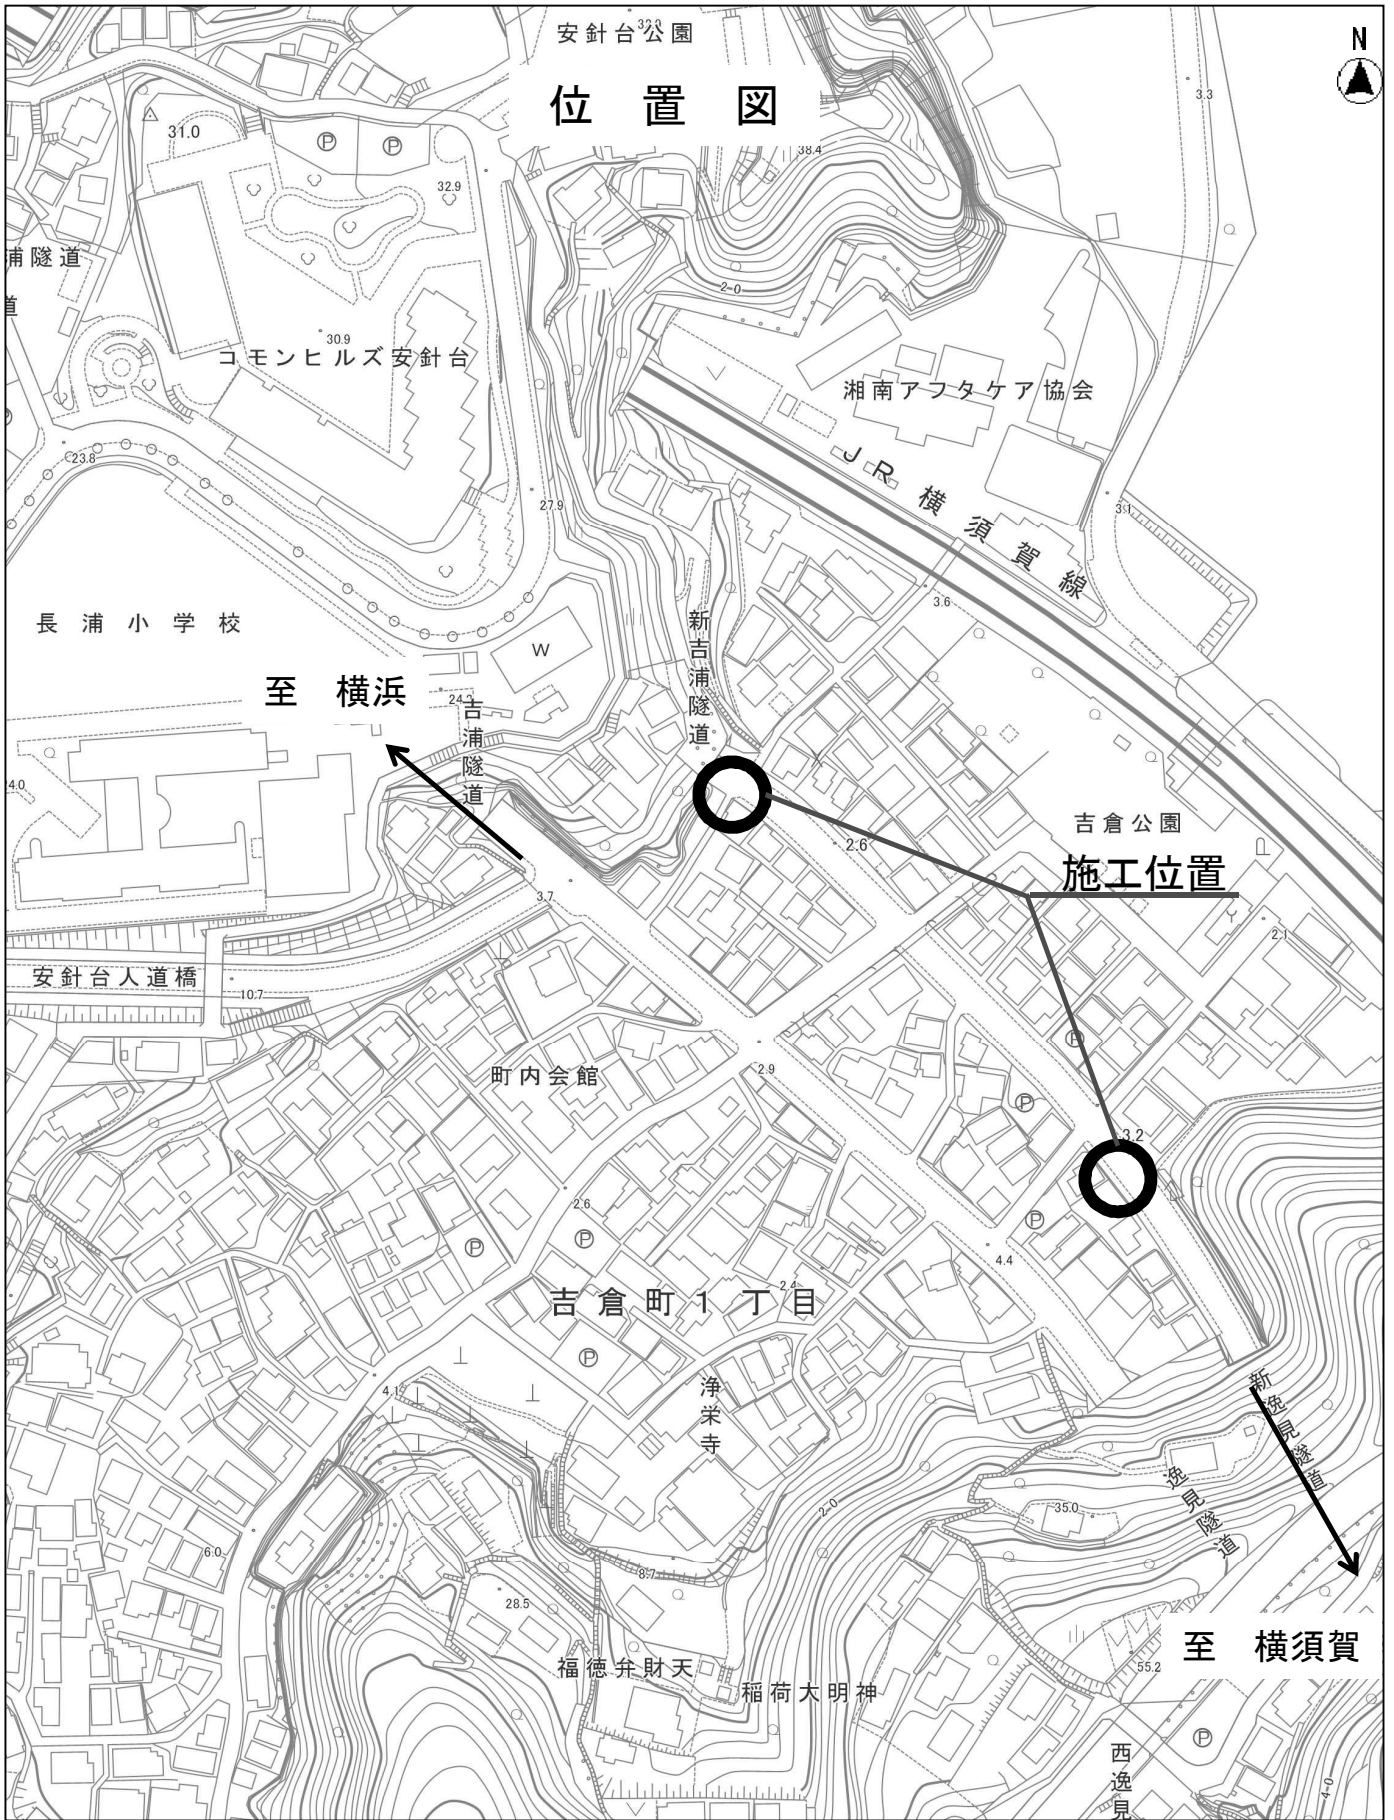 安針台公園
32.9
N
位 置 図
3.3
31.0
P
P
38.4
32.9
浦隧道
道
2.0
30.9
コモンヒルズ安針台
湘南アフタケア協会
JR横須賀線
23.8
27.9
3.1
3.6
長浦小学校
新吉浦隧道
W
至 横浜
24.2
吉浦隧道
4.0
2.6
吉倉公園
施工位置
3.7
2.1
安針台人道橋
10.7
2.4
P
町内会館
2.9
P
3.2
2.6
P
P
P
4.4
2.4
吉倉町1丁目
P
浄栄寺
4.1
新逸見隧道
逸見隧道
2.0
35.0
6.0
8.7
28.5
至 横須賀
福徳弁財天
55.2
稲荷大明神
P
西逸見
4.0